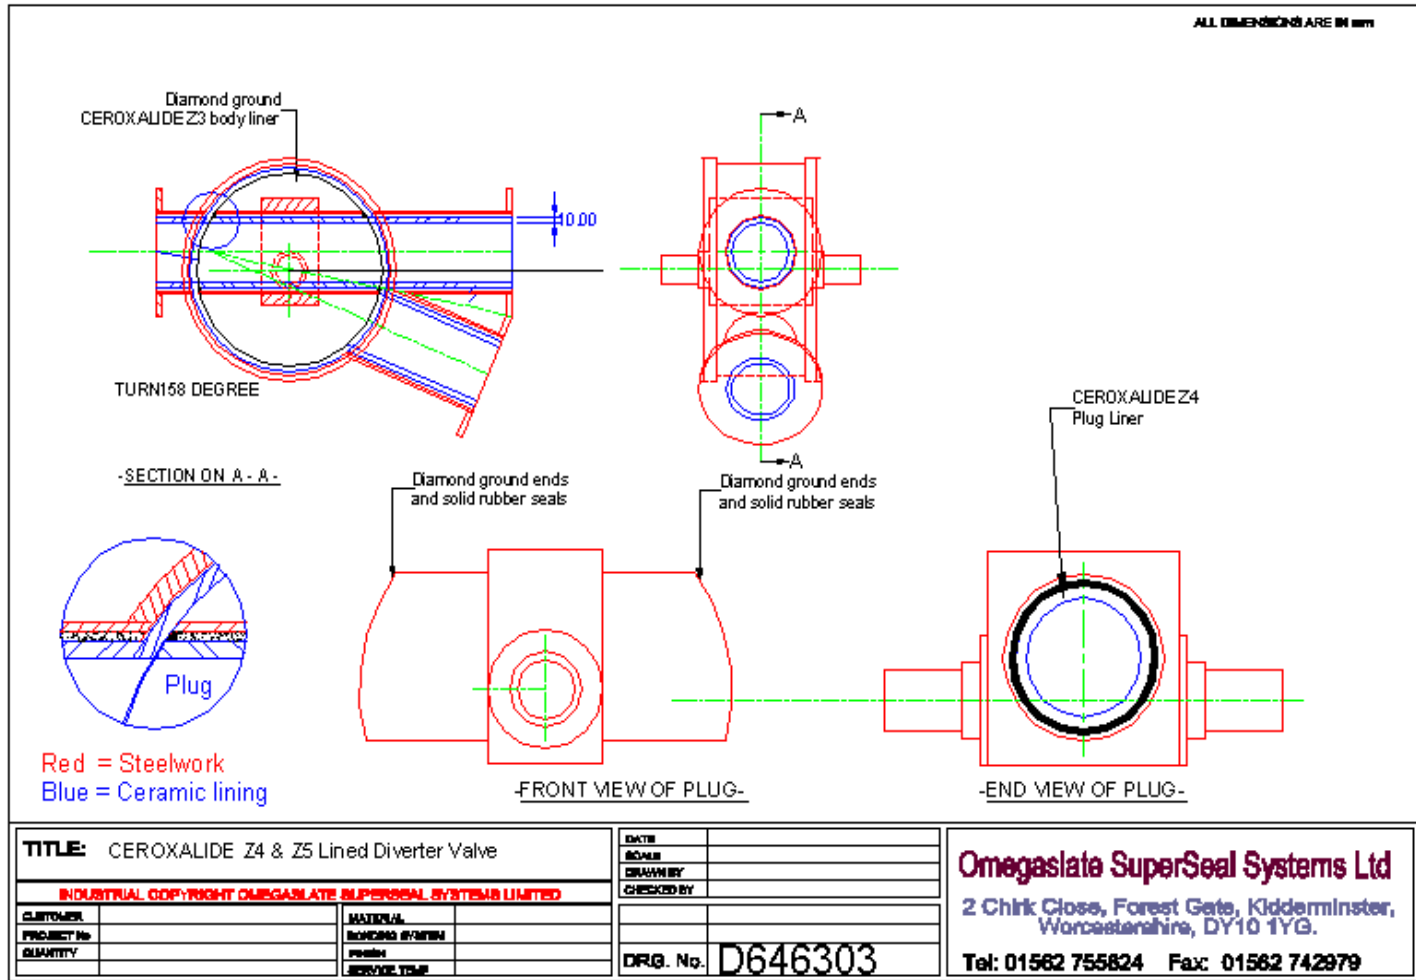 ALL DIMENSIONS ARE IN mm
Diamond ground
CEROXALIDE Z3 body liner
A
10.00
TURN158 DEGREE
-SECTION ON A - A -
A
CEROXALIDE Z4
Plug Liner
Diamond ground ends
and solid rubber seals
Diamond ground ends
and solid rubber seals
Plug
Red = Steelwork
Blue = Ceramic lining
-FRONT VIEW OF PLUG-
-END VIEW OF PLUG-
TITLE: CEROXALIDE Z4 & Z5 Lined Diverter Valve
INDUSTRIAL COPYRIGHT OMEGASLATE SUPERSEAL SYSTEMS LIMITED
CUSTOMER
PROJECT No
QUANTITY
MATERIAL
BONDING SYSTEM
FINISH
SERVICE TEMP
DATE
SCALE
DRAWN BY
CHECKED BY
DRG. No. D646303
Omegaslate SuperSeal Systems Ltd
2 Chirk Close, Forest Gate, Kidderminster,
Worcestershire, DY10 1YG.
Tel: 01562 755824 Fax: 01562 742979